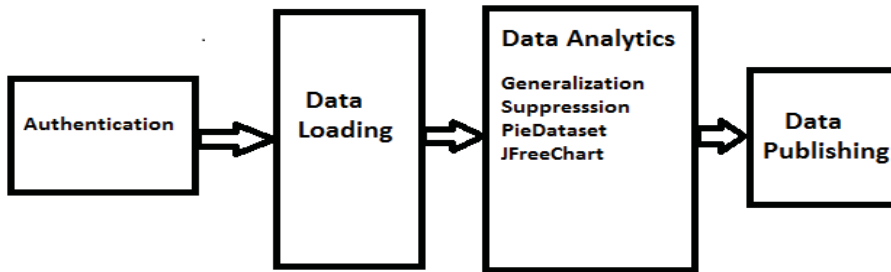 Authentication
Data
Loading
Data Analytics
Generalization
Suppresssion
PieDataset
JFreeChart
Data
Publishing